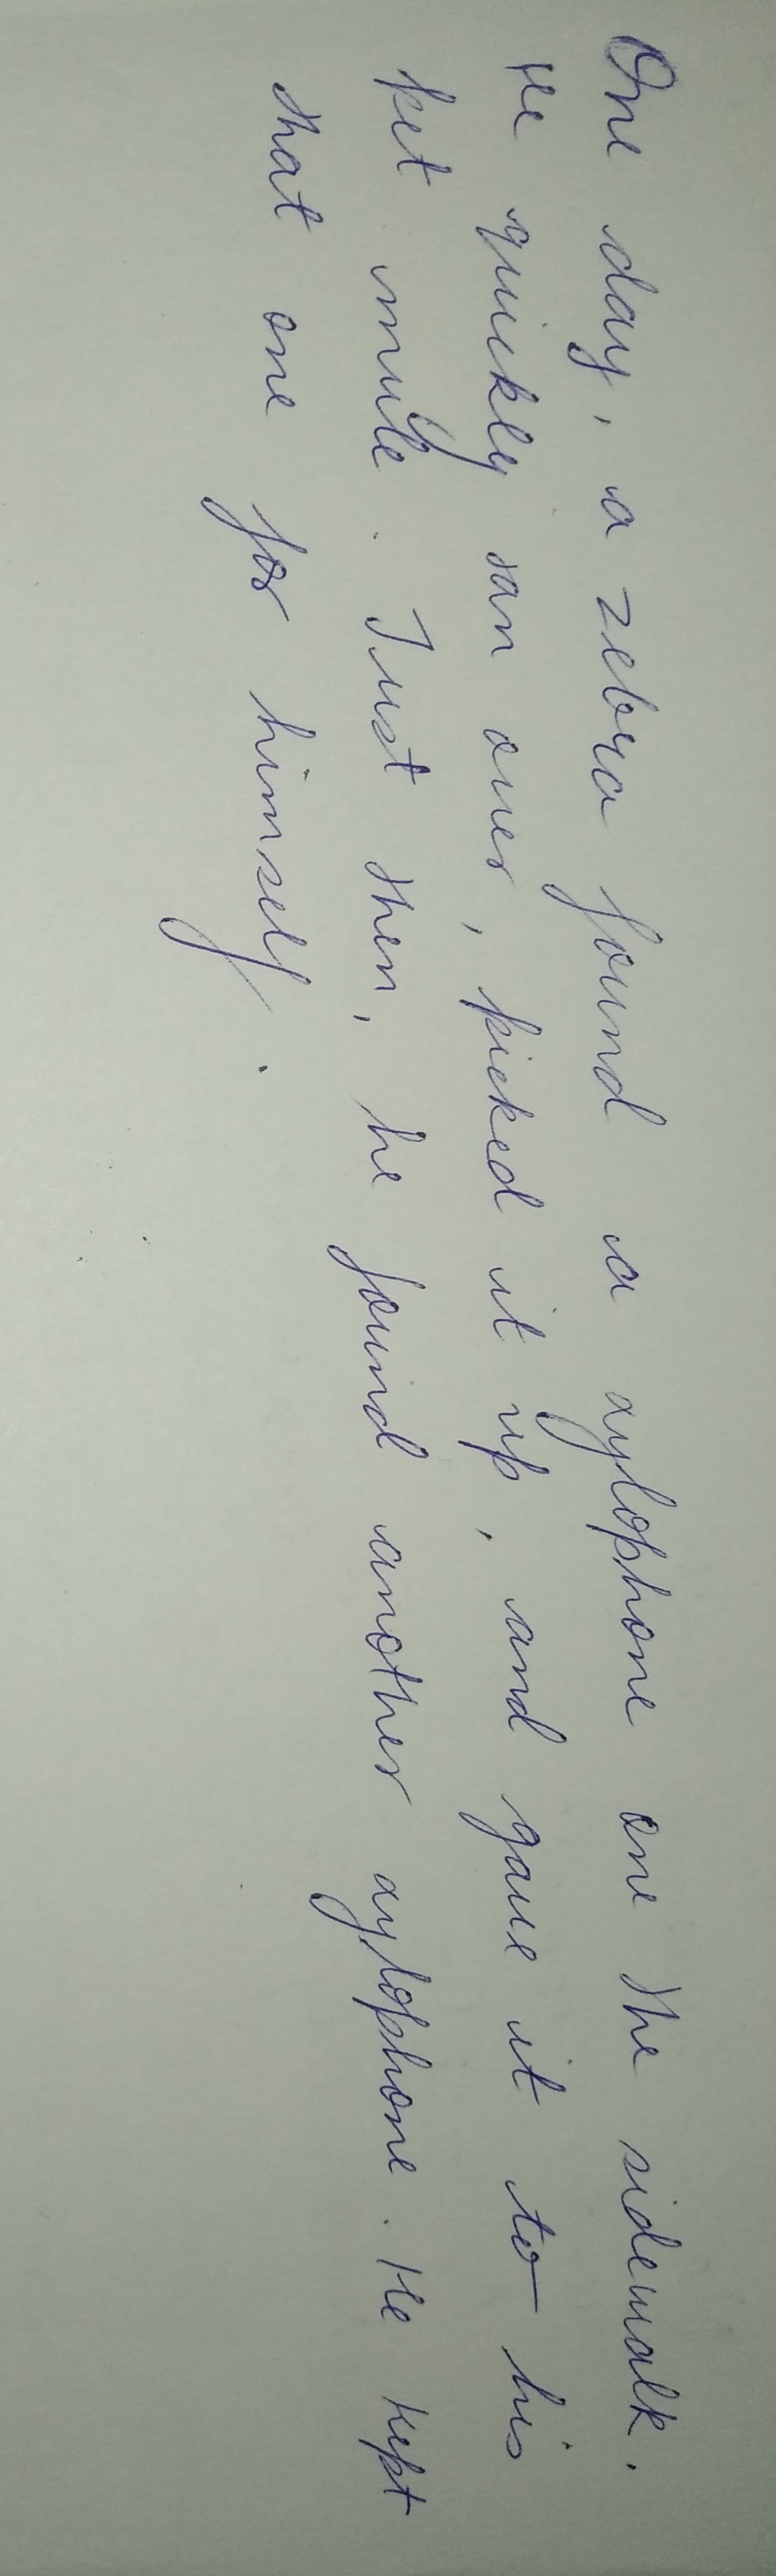 One day, a zebra found a xylophone one the sidewalk.
He quickly ran over, picked it up, and gave it to his
pet mule. Just then, he found another xylophone. He kept
that one for himself.